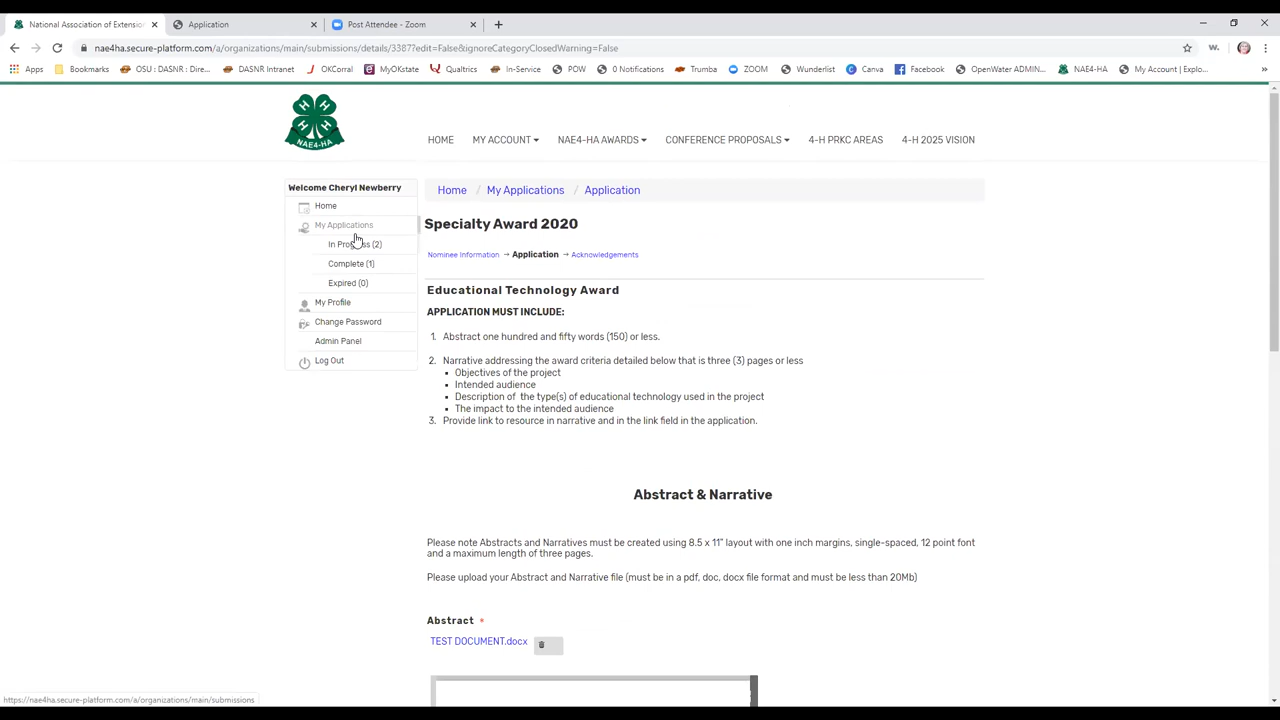 National Association of Extension
Application
Post Attendee - Zoom
nae4ha.secure-platform.com/a/organizations/main/submissions/details/3387?edit=False&ignoreCategoryClosedWarning=False
Apps Bookmarks OSU : DASNR : Dire... DASNR Intranet OKCorral MyOKstate Qualtrics In-Service POW 0 Notifications Trumba ZOOM Wunderlist Canva Facebook OpenWater ADMIN... NAE4-HA My Account | Explo...
H H H H
NAE4-HA
HOME MY ACCOUNT NAE4-HA AWARDS CONFERENCE PROPOSALS 4-H PRKC AREAS 4-H 2025 VISION
Welcome Cheryl Newberry
Home
My Applications
In Progress (2)
Complete (1)
Expired (0)
My Profile
Change Password
Admin Panel
Log Out
Home / My Applications / Application
Specialty Award 2020
Nominee Information → Application → Acknowledgements
Educational Technology Award
APPLICATION MUST INCLUDE:
1. Abstract one hundred and fifty words (150) or less.
2. Narrative addressing the award criteria detailed below that is three (3) pages or less
▪ Objectives of the project
▪ Intended audience
▪ Description of the type(s) of educational technology used in the project
▪ The impact to the intended audience
3. Provide link to resource in narrative and in the link field in the application.
Abstract & Narrative
Please note Abstracts and Narratives must be created using 8.5 x 11" layout with one inch margins, single-spaced, 12 point font
and a maximum length of three pages.
Please upload your Abstract and Narrative file (must be in a pdf, doc, docx file format and must be less than 20Mb)
Abstract *
TEST DOCUMENT.docx
https://nae4ha.secure-platform.com/a/organizations/main/submissions